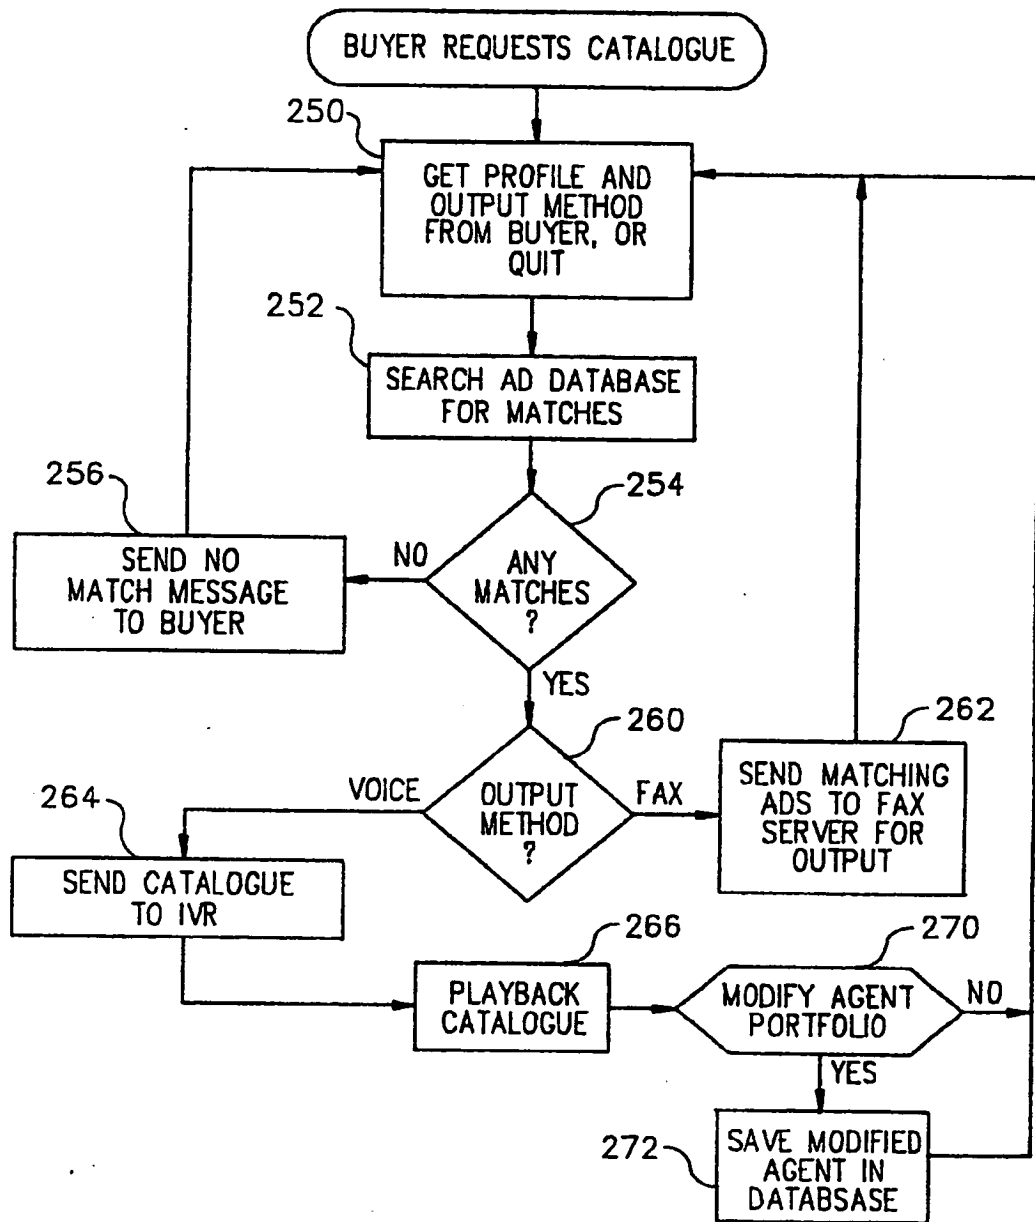 BUYER REQUESTS CATALOGUE
250
GET PROFILE AND
OUTPUT METHOD
FROM BUYER, OR
QUIT
252
SEARCH AD DATABASE
FOR MATCHES
256
254
SEND NO
MATCH MESSAGE
TO BUYER
NO
ANY
MATCHES
?
YES
260
262
264
VOICE
OUTPUT
METHOD
?
FAX
SEND MATCHING
ADS TO FAX
SERVER FOR
OUTPUT
SEND CATALOGUE
TO IVR
266
270
PLAYBACK
CATALOGUE
MODIFY AGENT
PORTFOLIO
NO
YES
272
SAVE MODIFIED
AGENT IN
DATABSASE